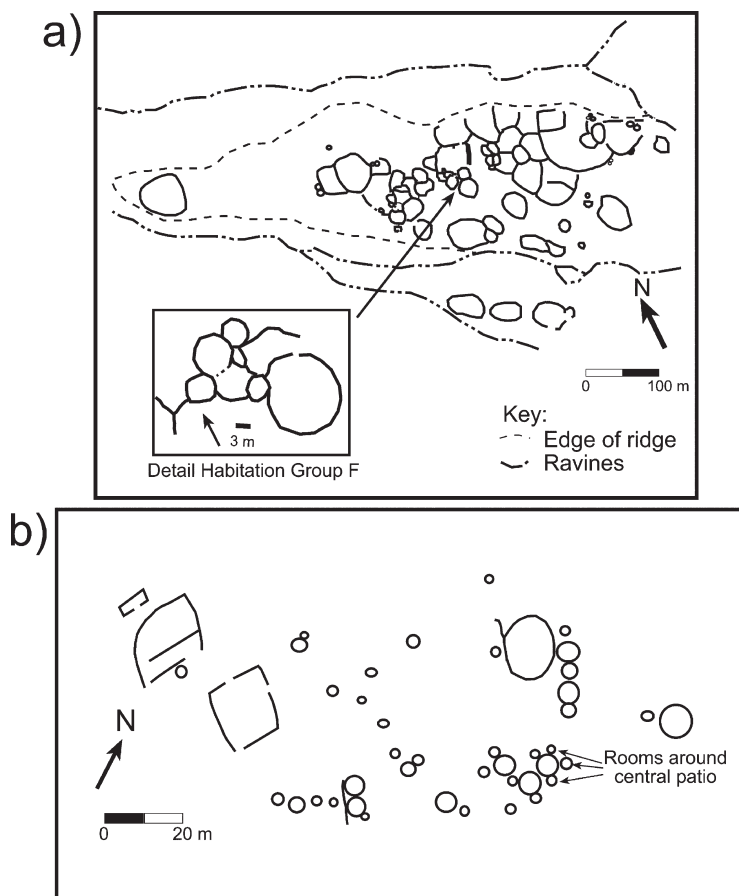 a)
N
0 100 m
Key:
Edge of ridge
Ravines
3 m
Detail Habitation Group F
b)
N
Rooms around
central patio
0 20 m